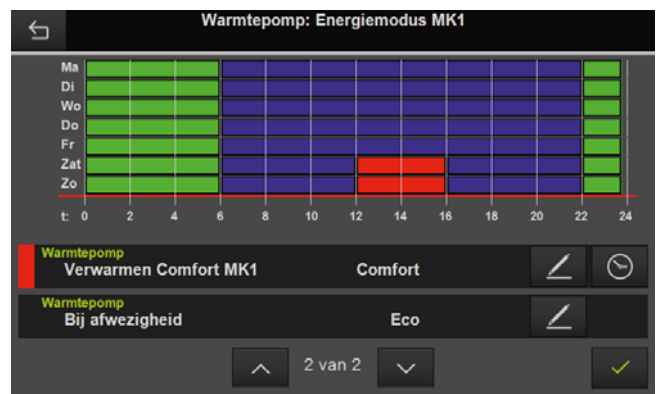 Warmtepomp: Energiemodus MK1
Ma
Di
Wo
Do
Fr
Zat
Zo
t: 0 2 4 6 8 10 12 14 16 18 20 22 24
Warmtepomp
Verwarmen Comfort MK1 Comfort
Warmtepomp
Bij afwezigheid Eco
2 van 2